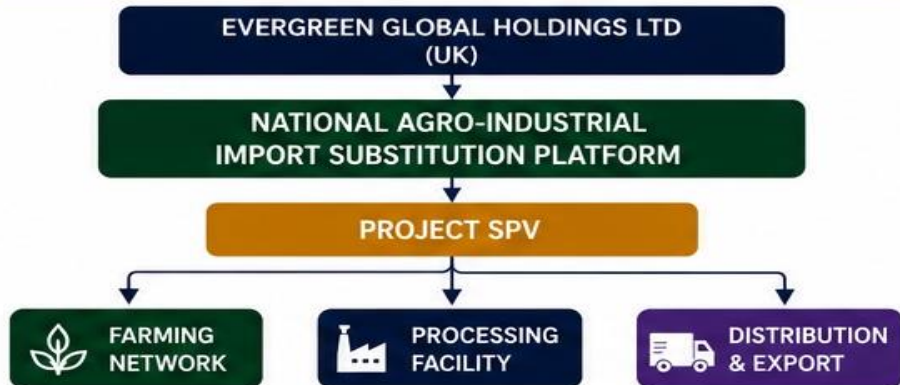 EVERGREEN GLOBAL HOLDINGS LTD
(UK)
NATIONAL AGRO-INDUSTRIAL
IMPORT SUBSTITUTION PLATFORM
PROJECT SPV
FARMING
NETWORK
PROCESSING
FACILITY
DISTRIBUTION
& EXPORT